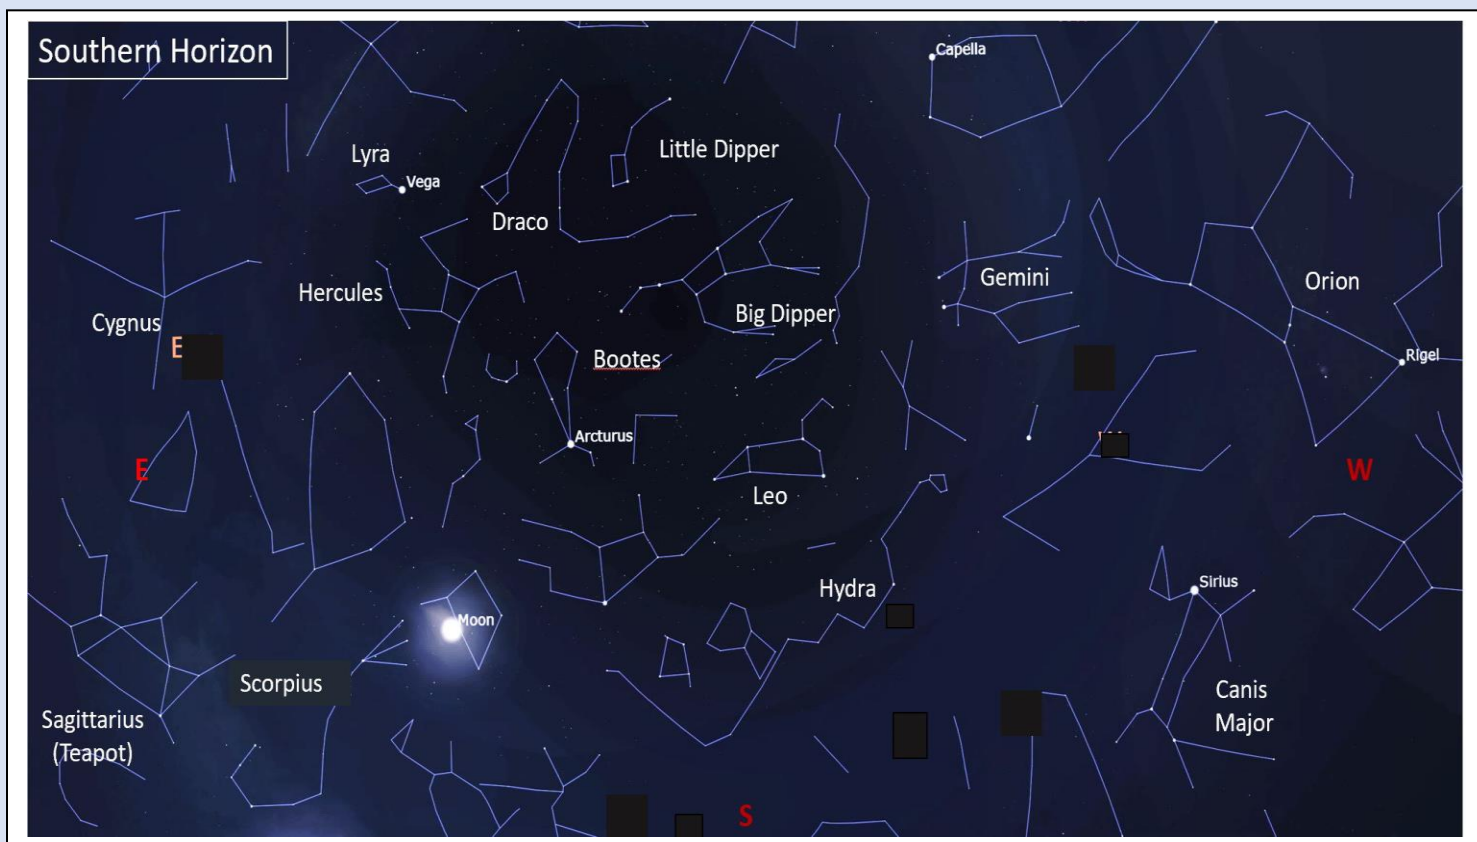 Southern Horizon
Capella
Little Dipper
Lyra
Vega
Draco
Gemini
Orion
Hercules
Cygnus
Big Dipper
E
Bootes
Rigel
Arcturus
E
W
Leo
Hydra
Sirius
Moon
Scorpius
Canis
Major
Sagittarius
(Teapot)
S